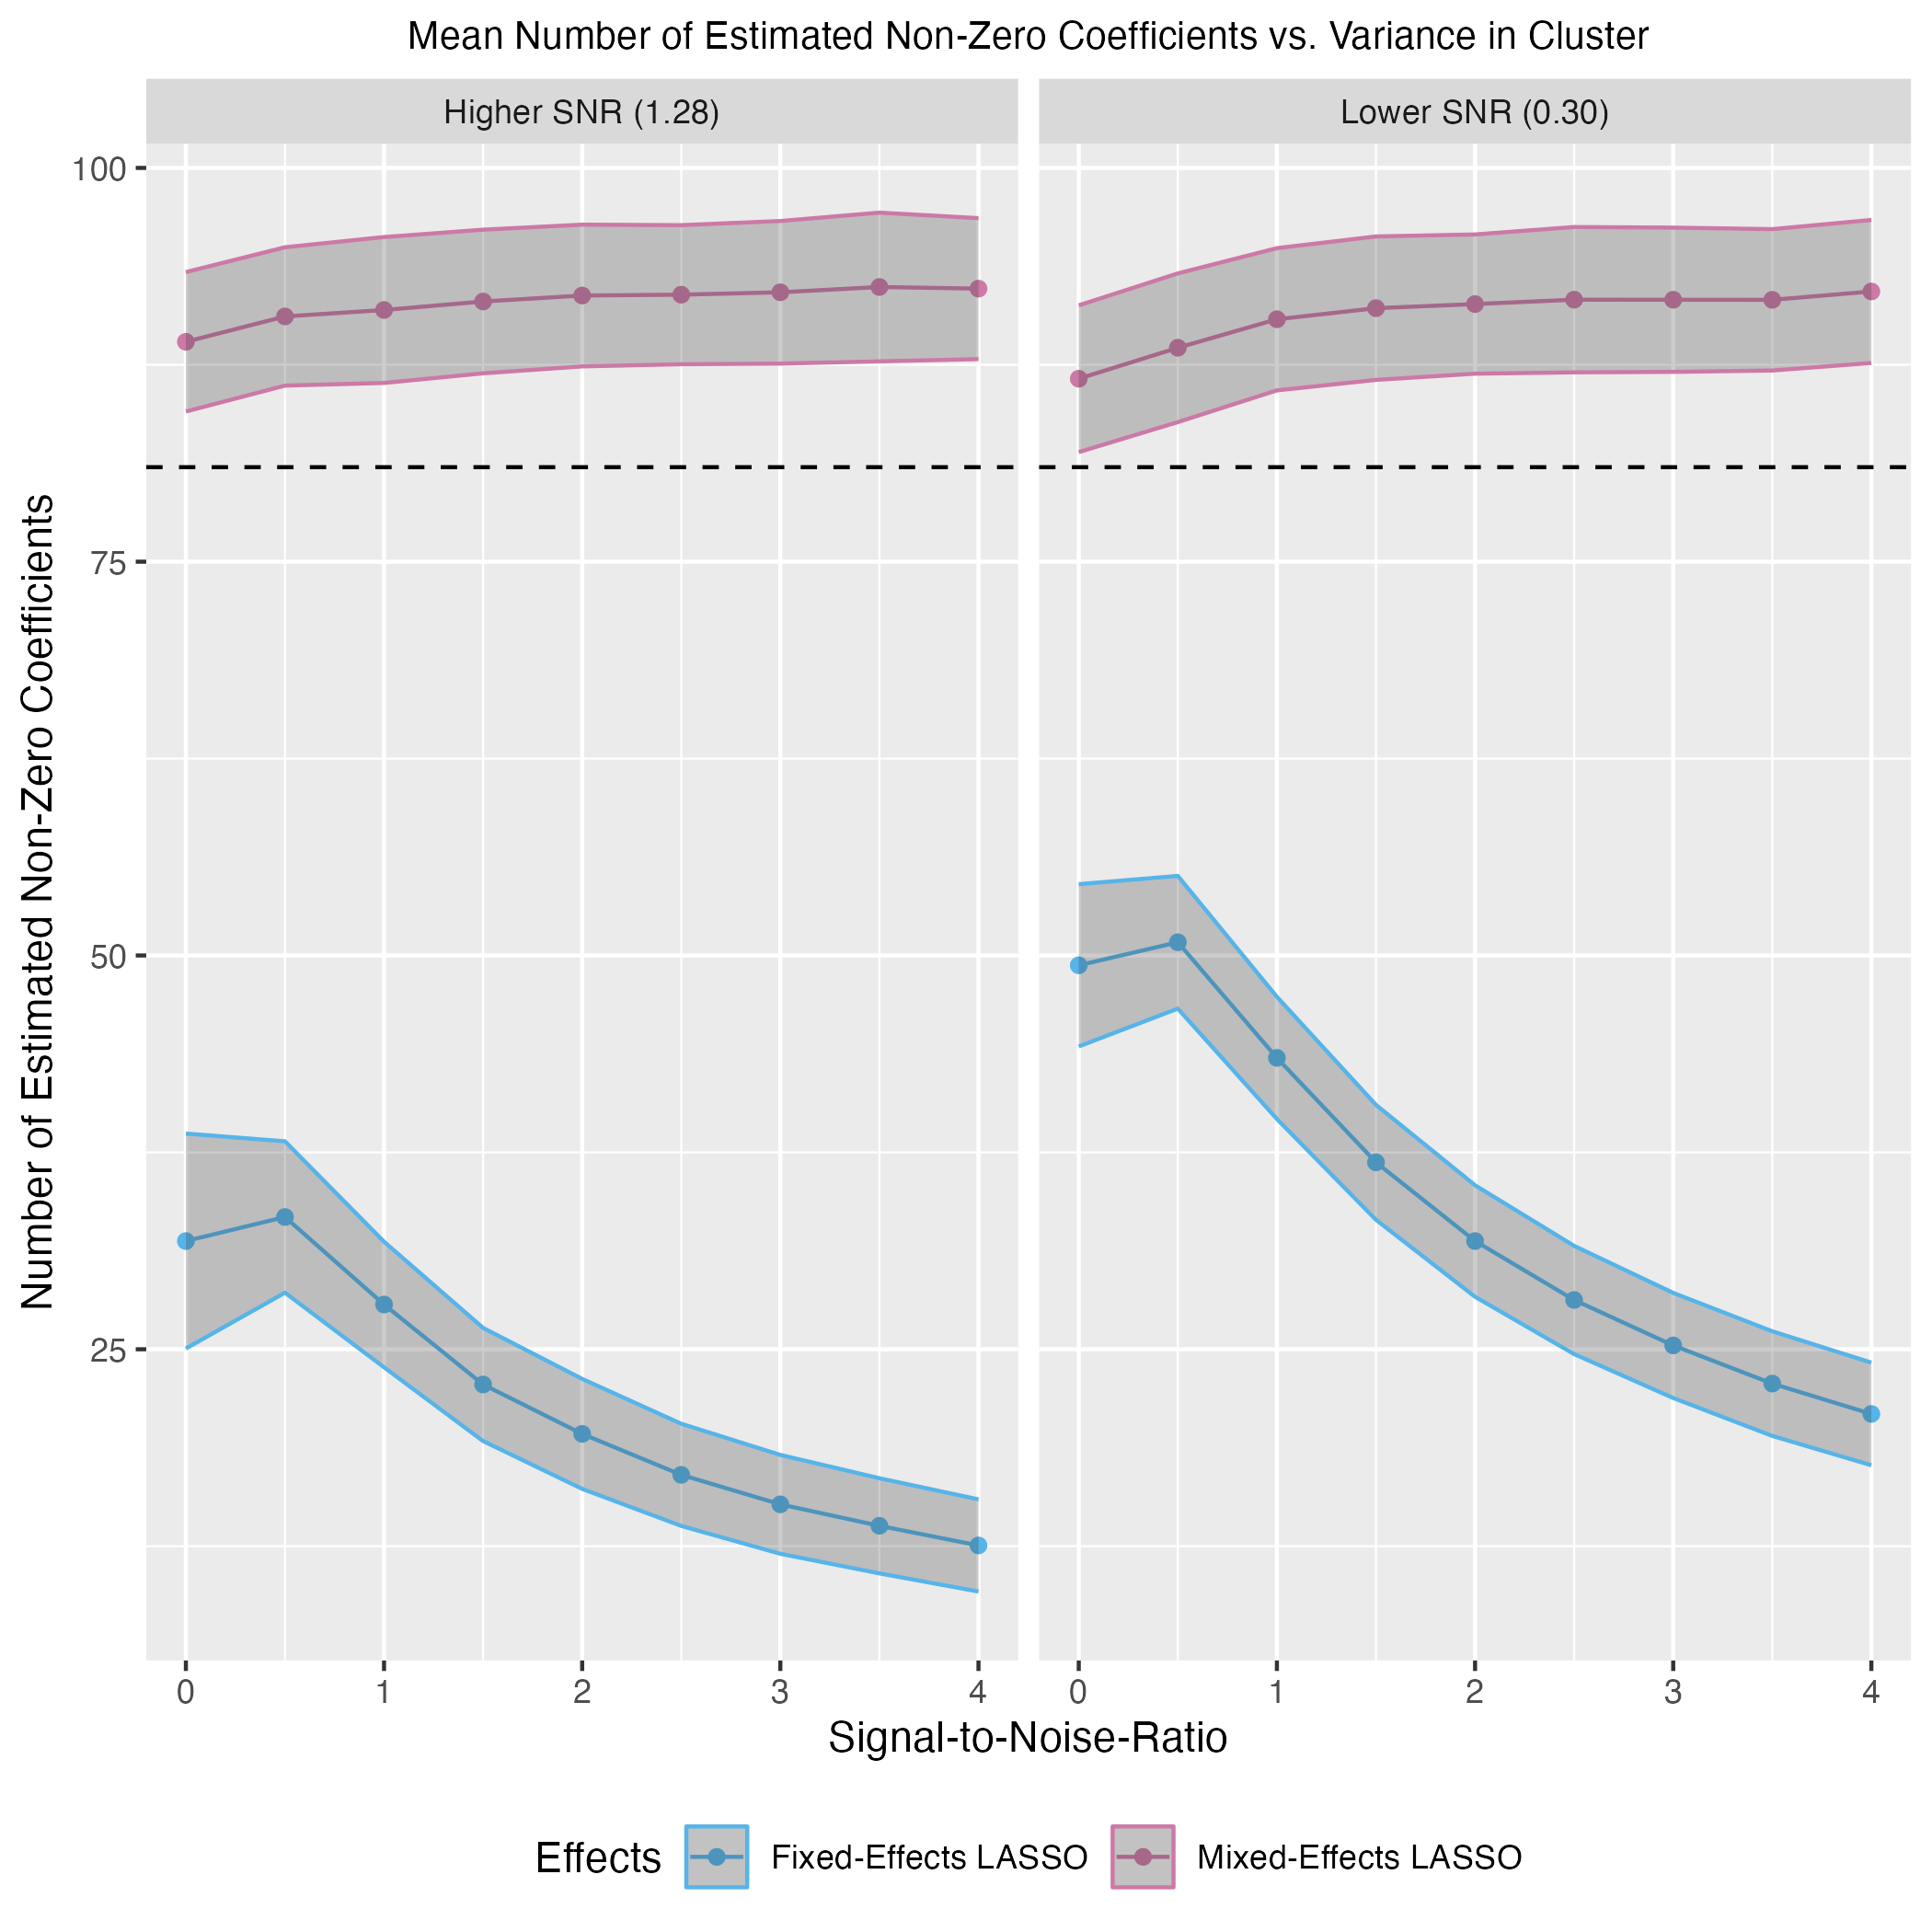 Mean Number of Estimated Non-Zero Coefficients vs. Variance in Cluster
Higher SNR (1.28)
Lower SNR (0.30)
Number of Estimated Non-Zero Coefficients
100
75
50
25
0 1 2 3 4
0 1 2 3 4
Signal-to-Noise-Ratio
Effects Fixed-Effects LASSO Mixed-Effects LASSO